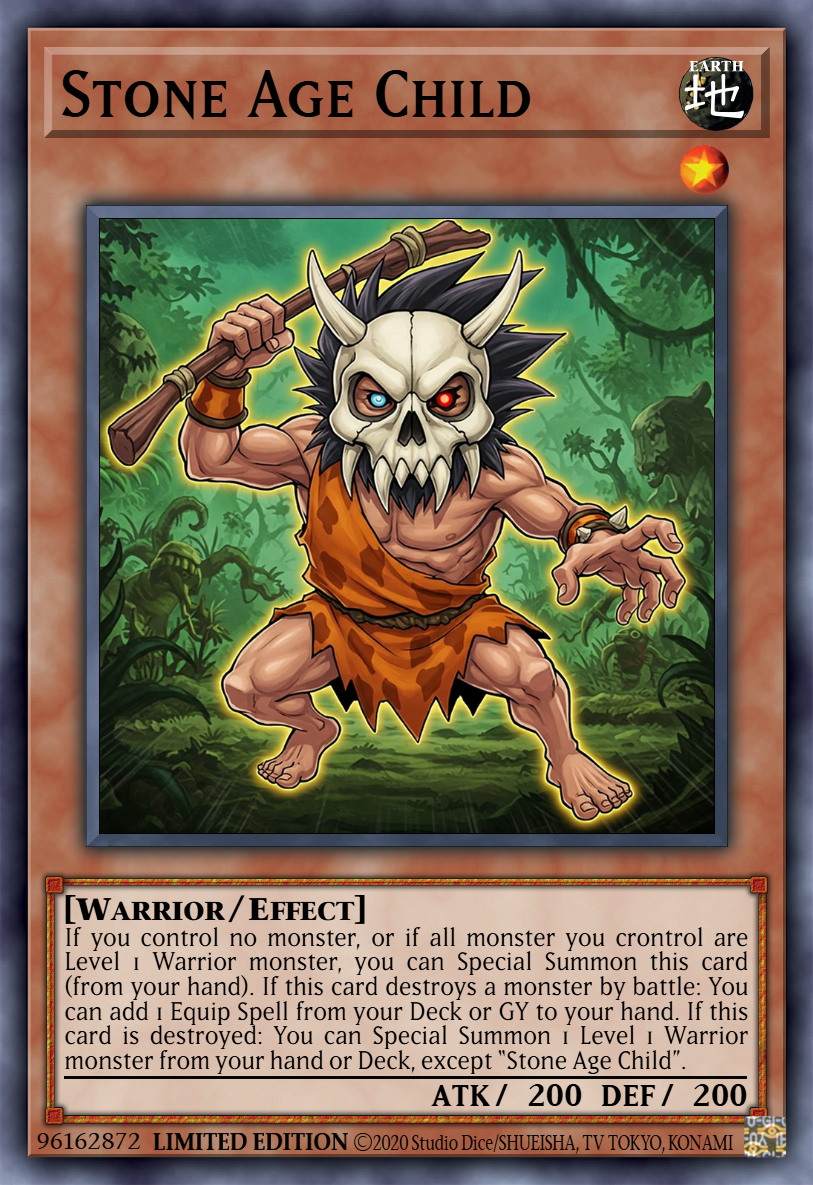 Stone Age Child
EARTH
地
[Warrior/Effect]
If you control no monster, or if all monster you crontrol are
Level 1 Warrior monster, you can Special Summon this card
(from your hand). If this card destroys a monster by battle: You
can add 1 Equip Spell from your Deck or GY to your hand. If this
card is destroyed: You can Special Summon 1 Level 1 Warrior
monster from your hand or Deck, except “Stone Age Child”.
ATK / 200 DEF / 200
96162872 LIMITED EDITION ©2020 Studio Dice/SHUEISHA, TV TOKYO, KONAMI